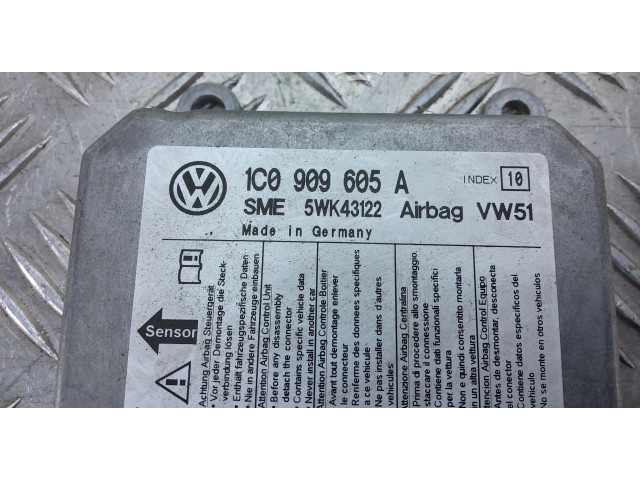 1C0 909 605 A
INDEX 10
SME 5WK43122 Airbag VW51
Made in Germany
Sensor
Achtung Airbag Steuergerät
• Vor jeder Demontage die Steck-
verbindung lösen
• Enthält fahrzeugspezifische Daten
• Nie in andere Fahrzeuge einbauen
Attention Airbag Control Unit
• Before any disassembly
detach the connector
• Contains specific vehicle data
• Never install in another car
Attention Airbag Controle Boitier
Avant tout demontage enlever
le connecteur
Renferme des donnees specifiques
a ce vehicule
Ne pas installer dans d'autres
vehicules
Attenzione Airbag Centralina
Prima di procedere allo smontaggio,
staccare il connessione
Contiene dati funzionali specifici
per la vettura
Non e quindi consentito montarla
in un altra vettura
Atencion Airbag Control Equipo
Antes de desmontar, desconecta
el conector
Contiene datos especificos del
vehiculo
No se monte en otros vehiculos